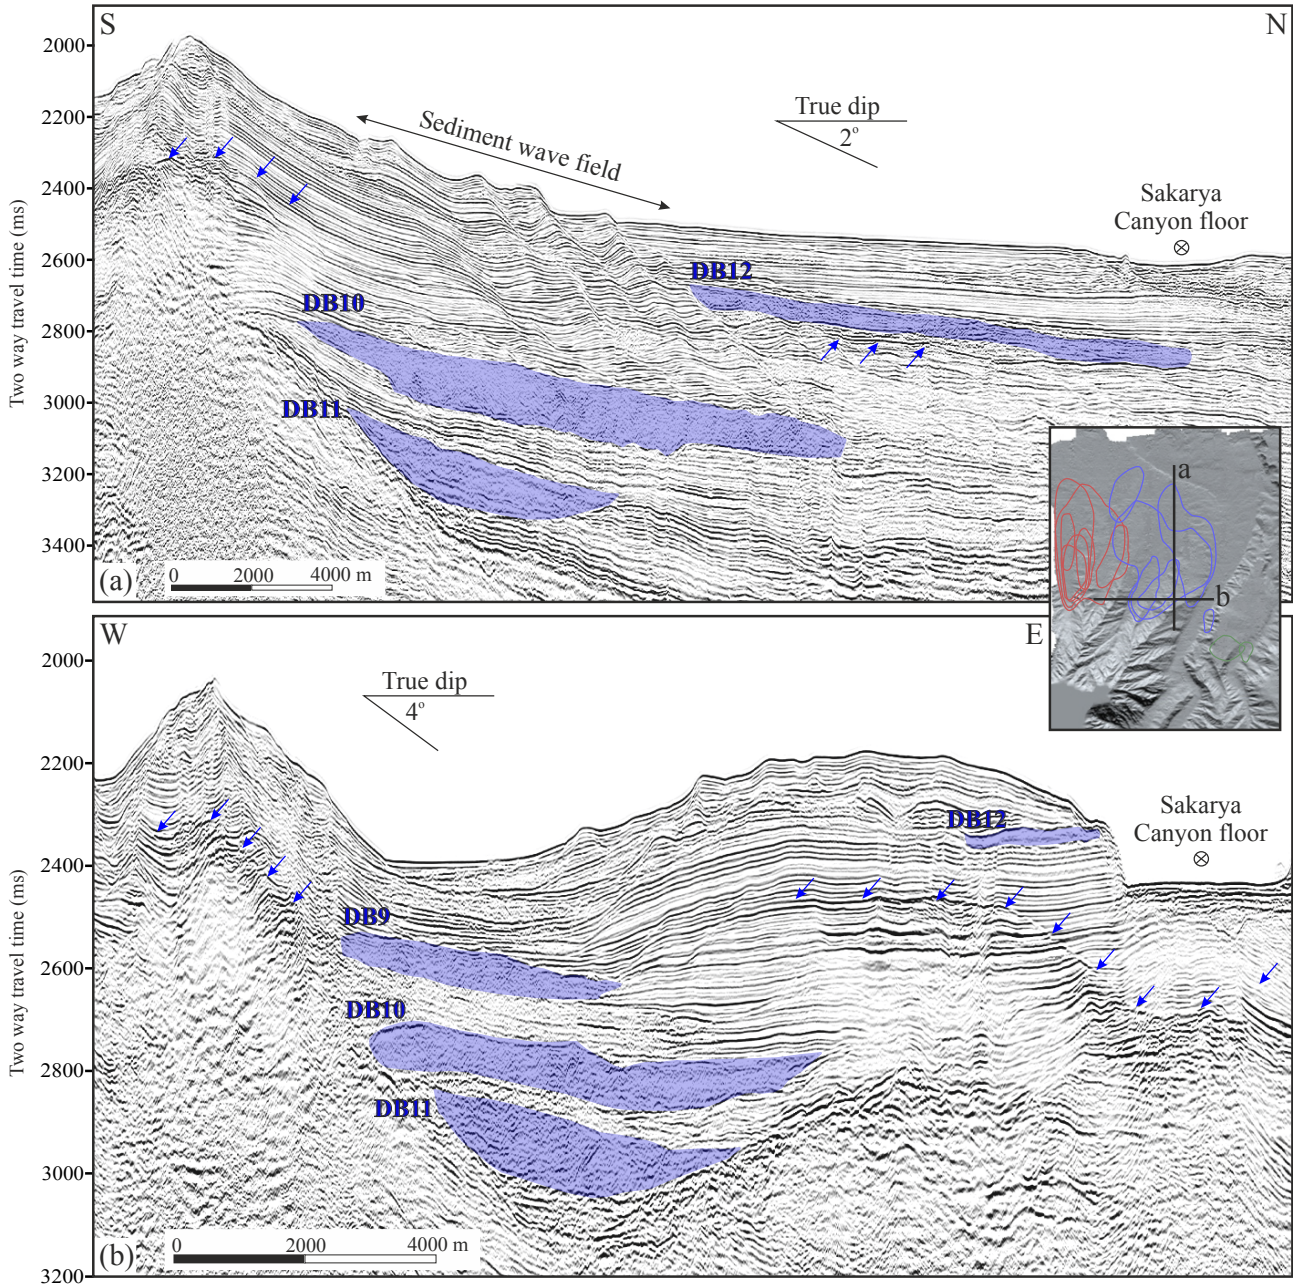 S
N
2000
2200
2400
2600
2800
3000
3200
3400
Two way travel time (ms)
Sediment wave field
True dip
2°
Sakarya
Canyon floor
DB12
DB10
DB11
(a)
0 2000 4000 m
a
b
W
E
2000
2200
2400
2600
2800
3000
3200
Two way travel time (ms)
True dip
4°
Sakarya
Canyon floor
DB12
DB9
DB10
DB11
(b)
0 2000 4000 m